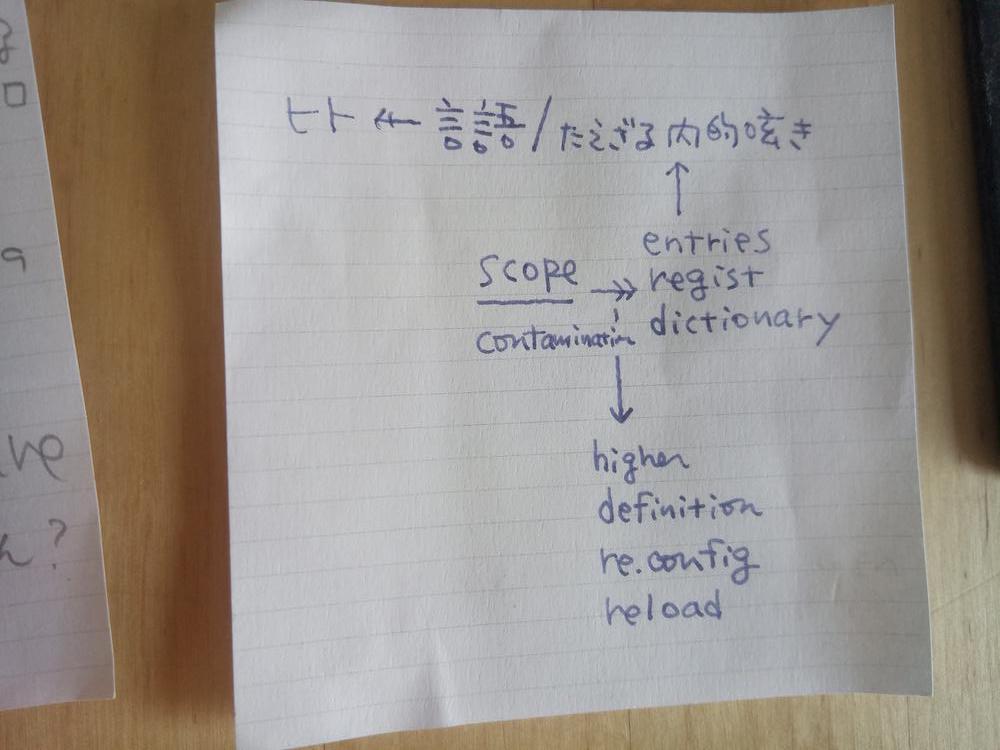 ヒト ← 言語/たえざる内的呟き
↑
entries
scope →» regist
contamination dictionary
↓
higher
definition
re.config
reload